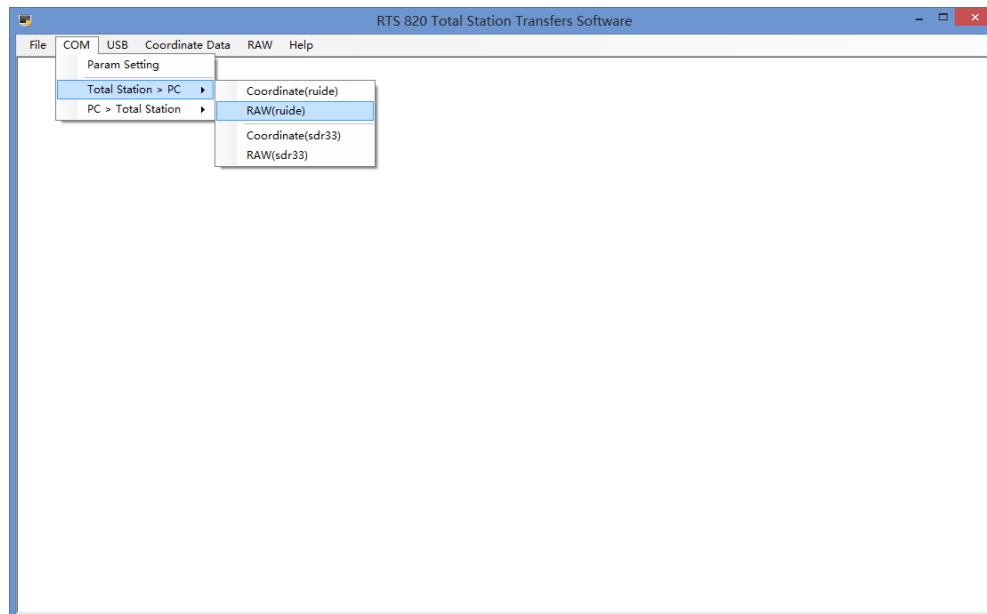 RTS 820 Total Station Transfers Software
File COM USB Coordinate Data RAW Help
Param Setting
Total Station > PC
PC > Total Station
Coordinate(ruide)
RAW(ruide)
Coordinate(sdr33)
RAW(sdr33)